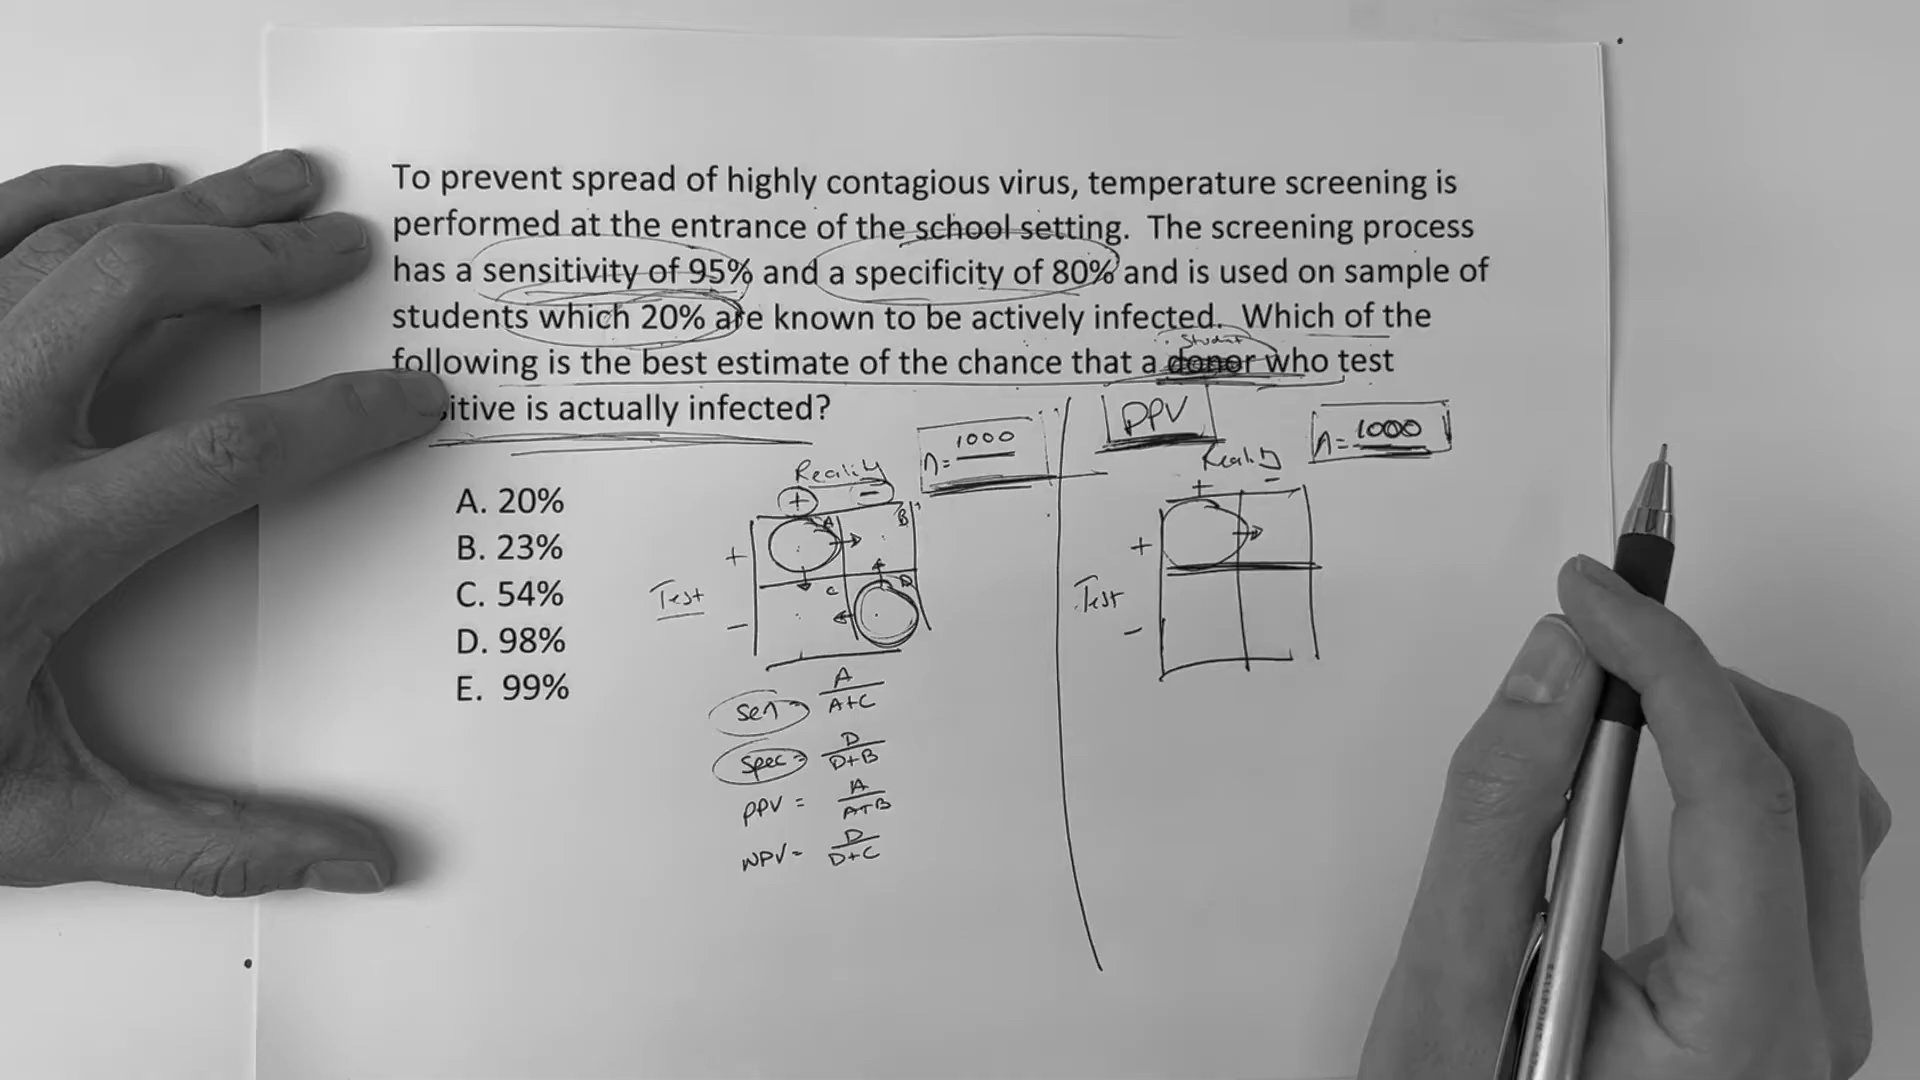 To prevent spread of highly contagious virus, temperature screening is
performed at the entrance of the school setting. The screening process
has a sensitivity of 95% and a specificity of 80% and is used on sample of
students which 20% are known to be actively infected. Which of the
student
following is the best estimate of the chance that a donor who test
itive is actually infected?
PPV
n= 1000
n= 1000
A. 20%
B. 23%
C. 54%
D. 98%
E. 99%
Reality
+ −
A B
+
Test
C D
−
Reality
+ −
+
Test
−
Sen A
A+C
Spec = D
D+B
PPV = A
A+B
NPV = D
D+C